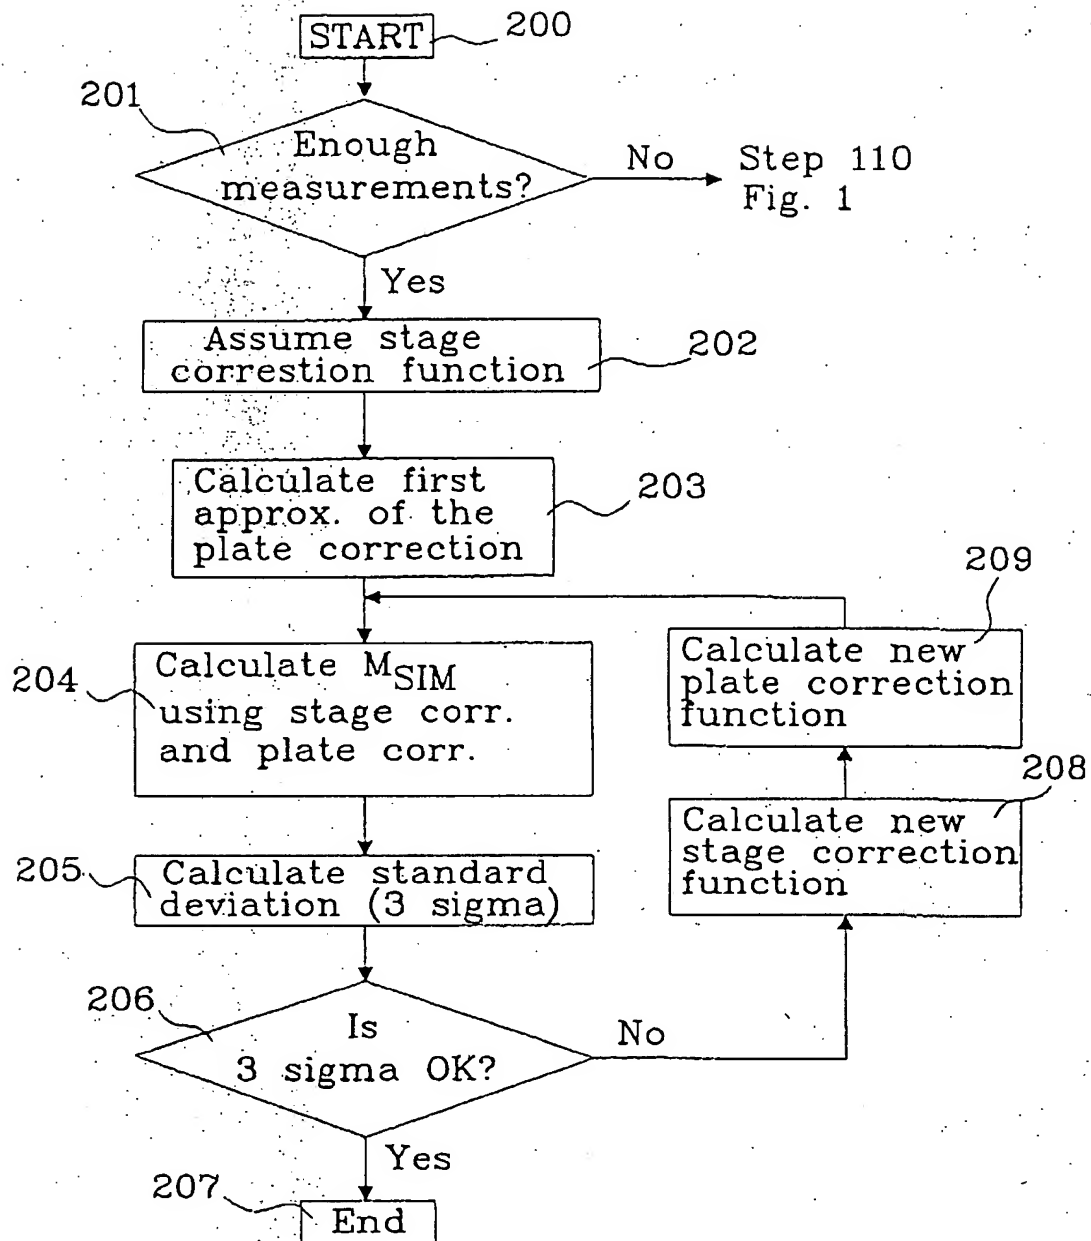 START
200
201
Enough
measurements?
No
Step 110
Fig. 1
Yes
Assume stage
correstion function
202
Calculate first
approx. of the
plate correction
203
204
Calculate MSIM
using stage corr.
and plate corr.
209
Calculate new
plate correction
function
208
Calculate new
stage correction
function
205
Calculate standard
deviation (3 sigma)
206
Is
3 sigma OK?
No
Yes
207
End